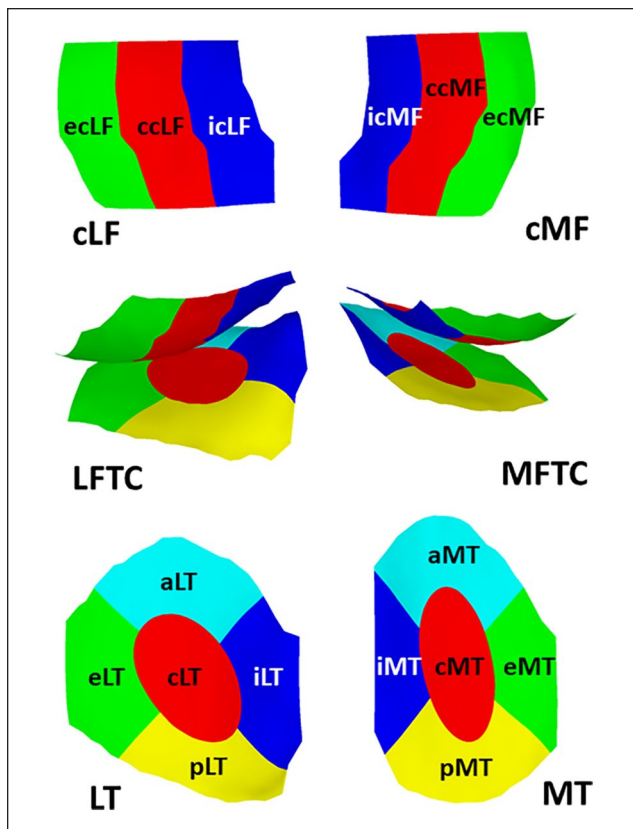 ecLF ccLF icLF
icMF ccMF ecMF
cLF
cMF
LFTC
MFTC
aLT
eLT cLT iLT
pLT
LT
aMT
iMT cMT eMT
pMT
MT